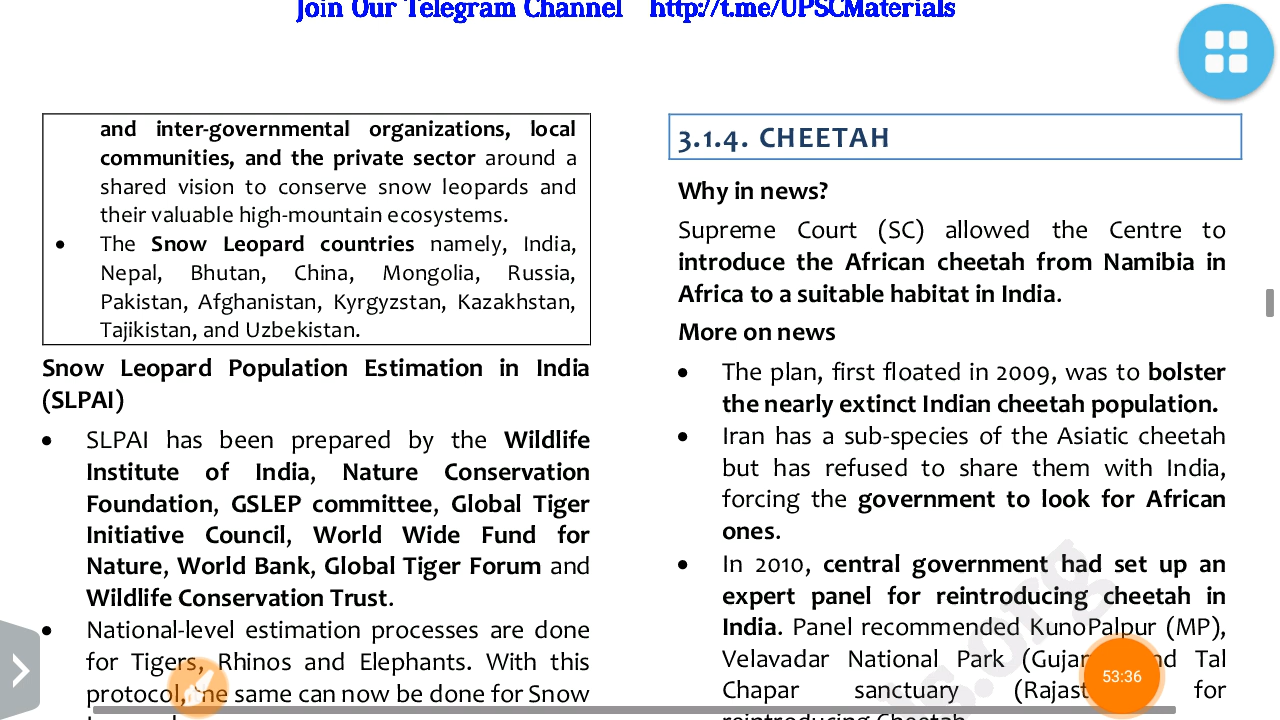 Join Our Telegram Channel http://t.me/UPSCMaterials
and inter-governmental organizations, local
communities, and the private sector around a
shared vision to conserve snow leopards and
their valuable high-mountain ecosystems.
• The Snow Leopard countries namely, India,
Nepal, Bhutan, China, Mongolia, Russia,
Pakistan, Afghanistan, Kyrgyzstan, Kazakhstan,
Tajikistan, and Uzbekistan.
Snow Leopard Population Estimation in India
(SLPAI)
• SLPAI has been prepared by the Wildlife
Institute of India, Nature Conservation
Foundation, GSLEP committee, Global Tiger
Initiative Council, World Wide Fund for
Nature, World Bank, Global Tiger Forum and
Wildlife Conservation Trust.
• National-level estimation processes are done
for Tigers, Rhinos and Elephants. With this
protocol, same can now be done for Snow
3.1.4. CHEETAH
Why in news?
Supreme Court (SC) allowed the Centre to
introduce the African cheetah from Namibia in
Africa to a suitable habitat in India.
More on news
• The plan, first floated in 2009, was to bolster
the nearly extinct Indian cheetah population.
• Iran has a sub-species of the Asiatic cheetah
but has refused to share them with India,
forcing the government to look for African
ones.
• In 2010, central government had set up an
expert panel for reintroducing cheetah in
India. Panel recommended KunoPalpur (MP),
Velavadar National Park Tal
Chapar sanctuary for
reintroducing Cheetah
53:36